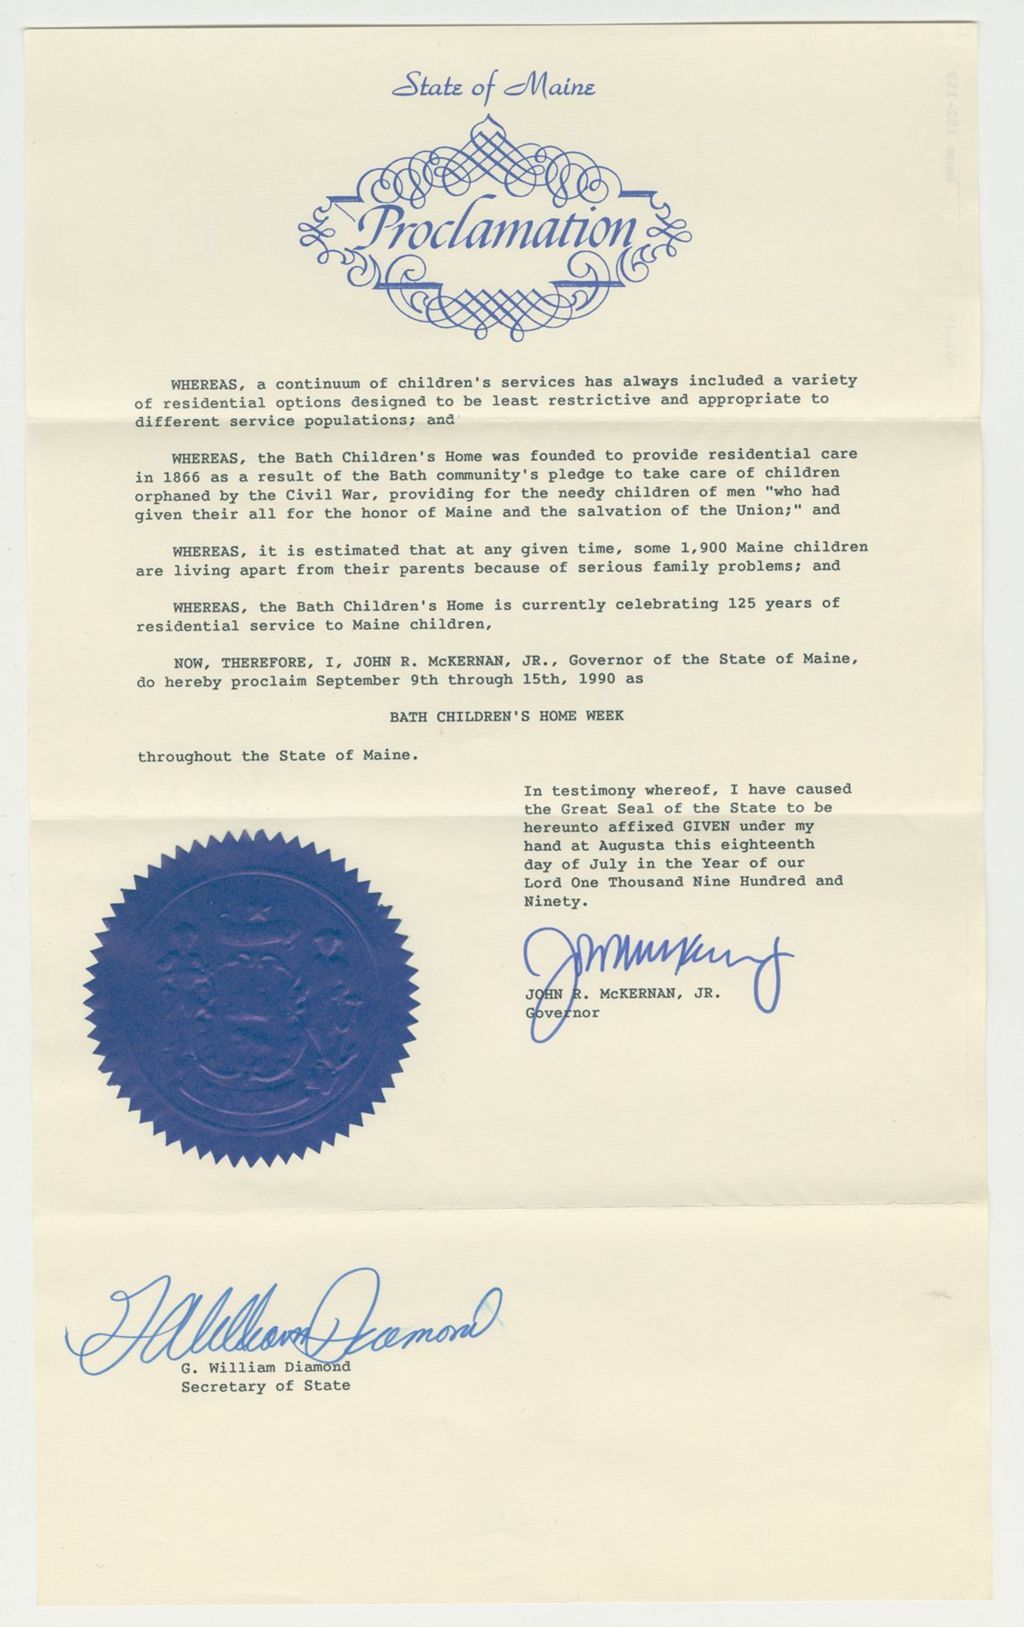 State of Maine
Proclamation
WHEREAS, a continuum of children's services has always included a variety
of residential options designed to be least restrictive and appropriate to
different service populations; and
WHEREAS, the Bath Children's Home was founded to provide residential care
in 1866 as a result of the Bath community's pledge to take care of children
orphaned by the Civil War, providing for the needy children of men "who had
given their all for the honor of Maine and the salvation of the Union;" and
WHEREAS, it is estimated that at any given time, some 1,900 Maine children
are living apart from their parents because of serious family problems; and
WHEREAS, the Bath Children's Home is currently celebrating 125 years of
residential service to Maine children,
NOW, THEREFORE, I, JOHN R. McKERNAN, JR., Governor of the State of Maine,
do hereby proclaim September 9th through 15th, 1990 as
BATH CHILDREN'S HOME WEEK
throughout the State of Maine.
In testimony whereof, I have caused
the Great Seal of the State to be
hereunto affixed GIVEN under my
hand at Augusta this eighteenth
day of July in the Year of our
Lord One Thousand Nine Hundred and
Ninety.
JOHN R. McKERNAN, JR.
Governor
G William Diamond
G. William Diamond
Secretary of State